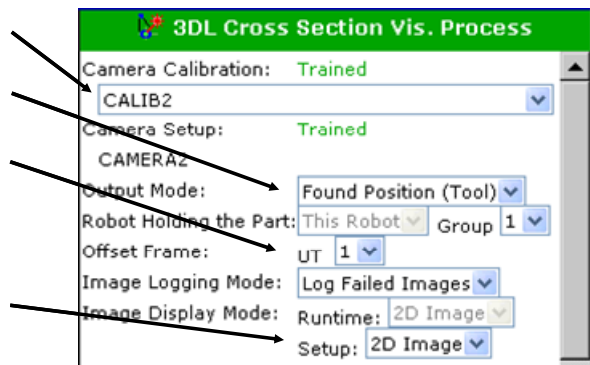 3DL Cross Section Vis. Process
Camera Calibration: Trained
CALIB2
Camera Setup: Trained
CAMERA2
Output Mode: Found Position (Tool)
Robot Holding the Part: This Robot Group 1
Offset Frame: UT 1
Image Logging Mode: Log Failed Images
Image Display Mode: Runtime: 2D Image
Setup: 2D Image